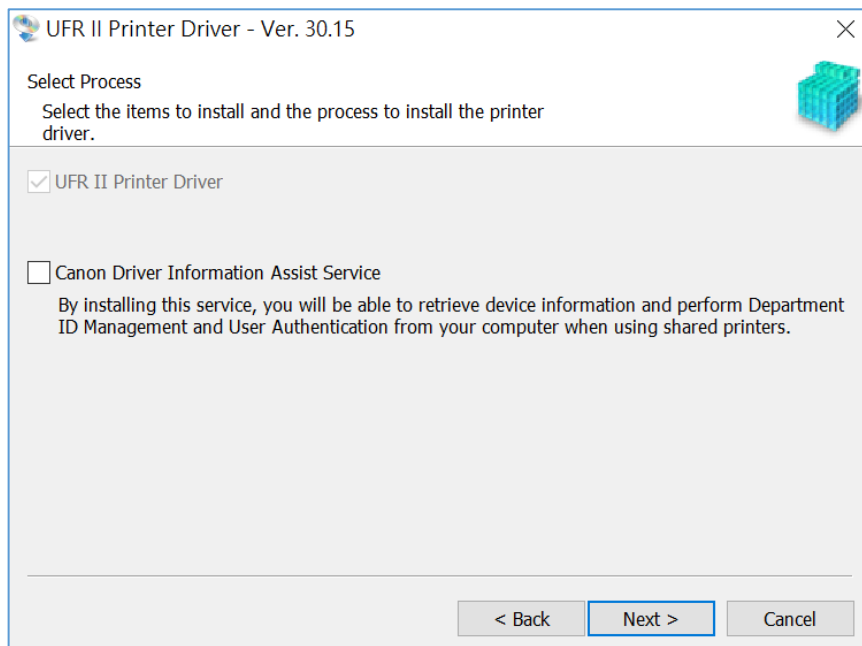 UFR II Printer Driver - Ver. 30.15
Select Process
Select the items to install and the process to install the printer
driver.
UFR II Printer Driver
Canon Driver Information Assist Service
By installing this service, you will be able to retrieve device information and perform Department
ID Management and User Authentication from your computer when using shared printers.
< Back Next > Cancel